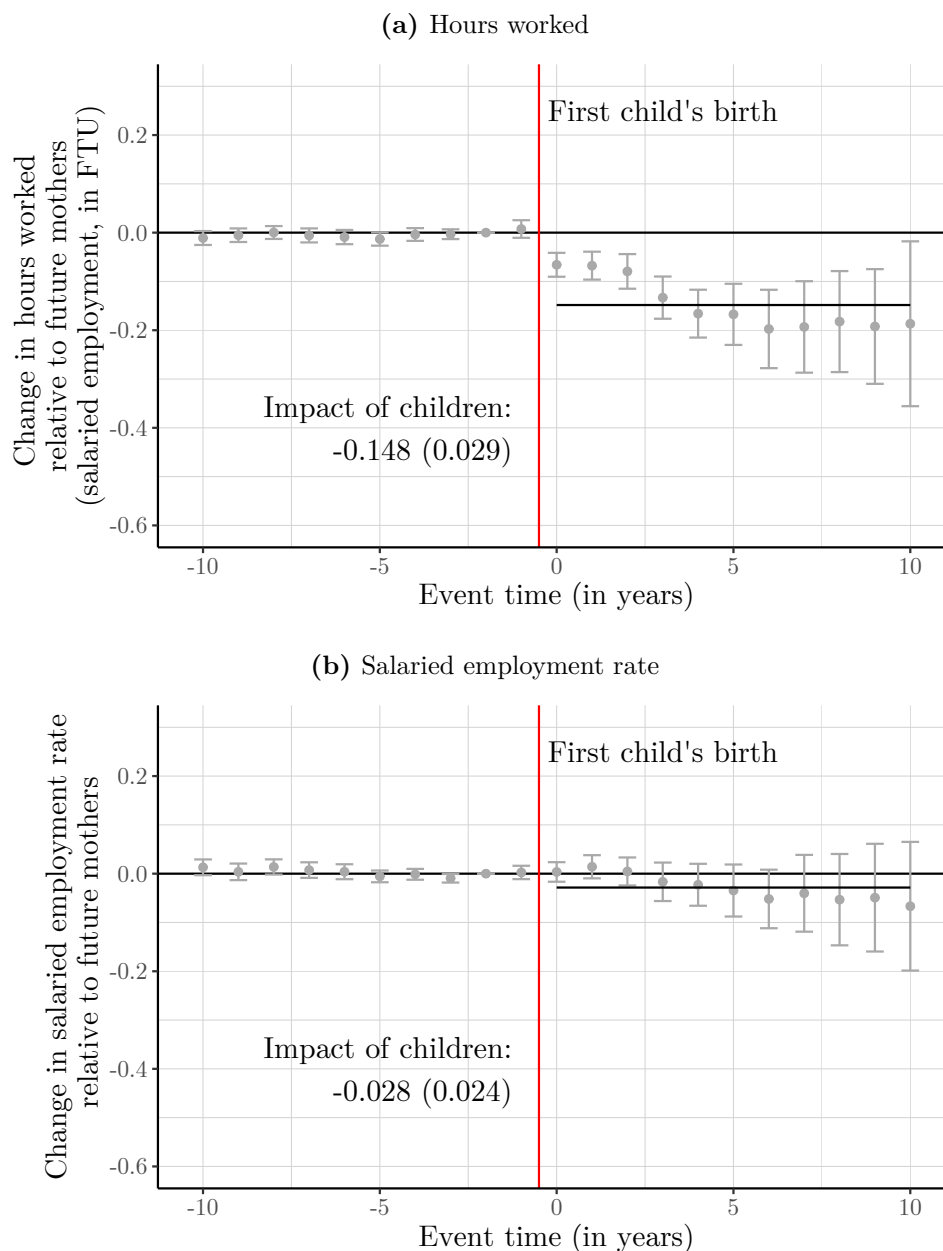 (a) Hours worked
Change in hours worked
relative to future mothers
(salaried employment, in FTU)
0.2
0.0
-0.2
-0.4
-0.6
First child's birth
Impact of children:
-0.148 (0.029)
-10
-5
0
5
10
Event time (in years)
(b) Salaried employment rate
Change in salaried employment rate
relative to future mothers
0.2
0.0
-0.2
-0.4
-0.6
First child's birth
Impact of children:
-0.028 (0.024)
-10
-5
0
5
10
Event time (in years)